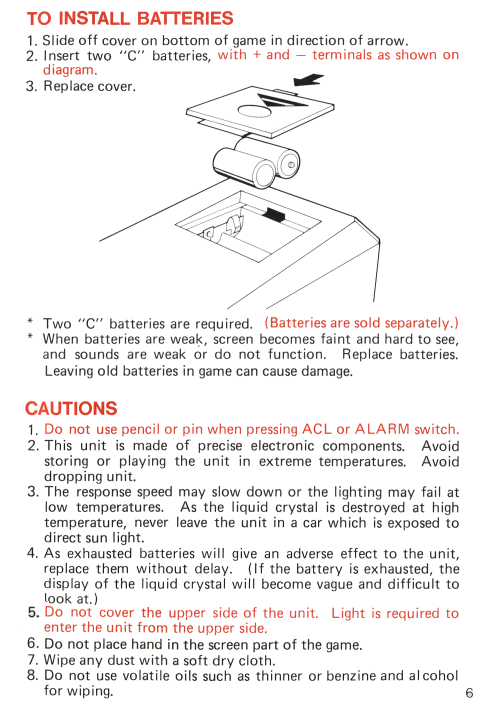 TO INSTALL BATTERIES
1. Slide off cover on bottom of game in direction of arrow.
2. Insert two "C" batteries, with + and − terminals as shown on
diagram.
3. Replace cover.
* Two "C" batteries are required. (Batteries are sold separately.)
* When batteries are weak, screen becomes faint and hard to see,
and sounds are weak or do not function. Replace batteries.
Leaving old batteries in game can cause damage.
CAUTIONS
1. Do not use pencil or pin when pressing ACL or ALARM switch.
2. This unit is made of precise electronic components. Avoid
storing or playing the unit in extreme temperatures. Avoid
dropping unit.
3. The response speed may slow down or the lighting may fail at
low temperatures. As the liquid crystal is destroyed at high
temperature, never leave the unit in a car which is exposed to
direct sun light.
4. As exhausted batteries will give an adverse effect to the unit,
replace them without delay. (If the battery is exhausted, the
display of the liquid crystal will become vague and difficult to
look at.)
5. Do not cover the upper side of the unit. Light is required to
enter the unit from the upper side.
6. Do not place hand in the screen part of the game.
7. Wipe any dust with a soft dry cloth.
8. Do not use volatile oils such as thinner or benzine and alcohol
for wiping.
6